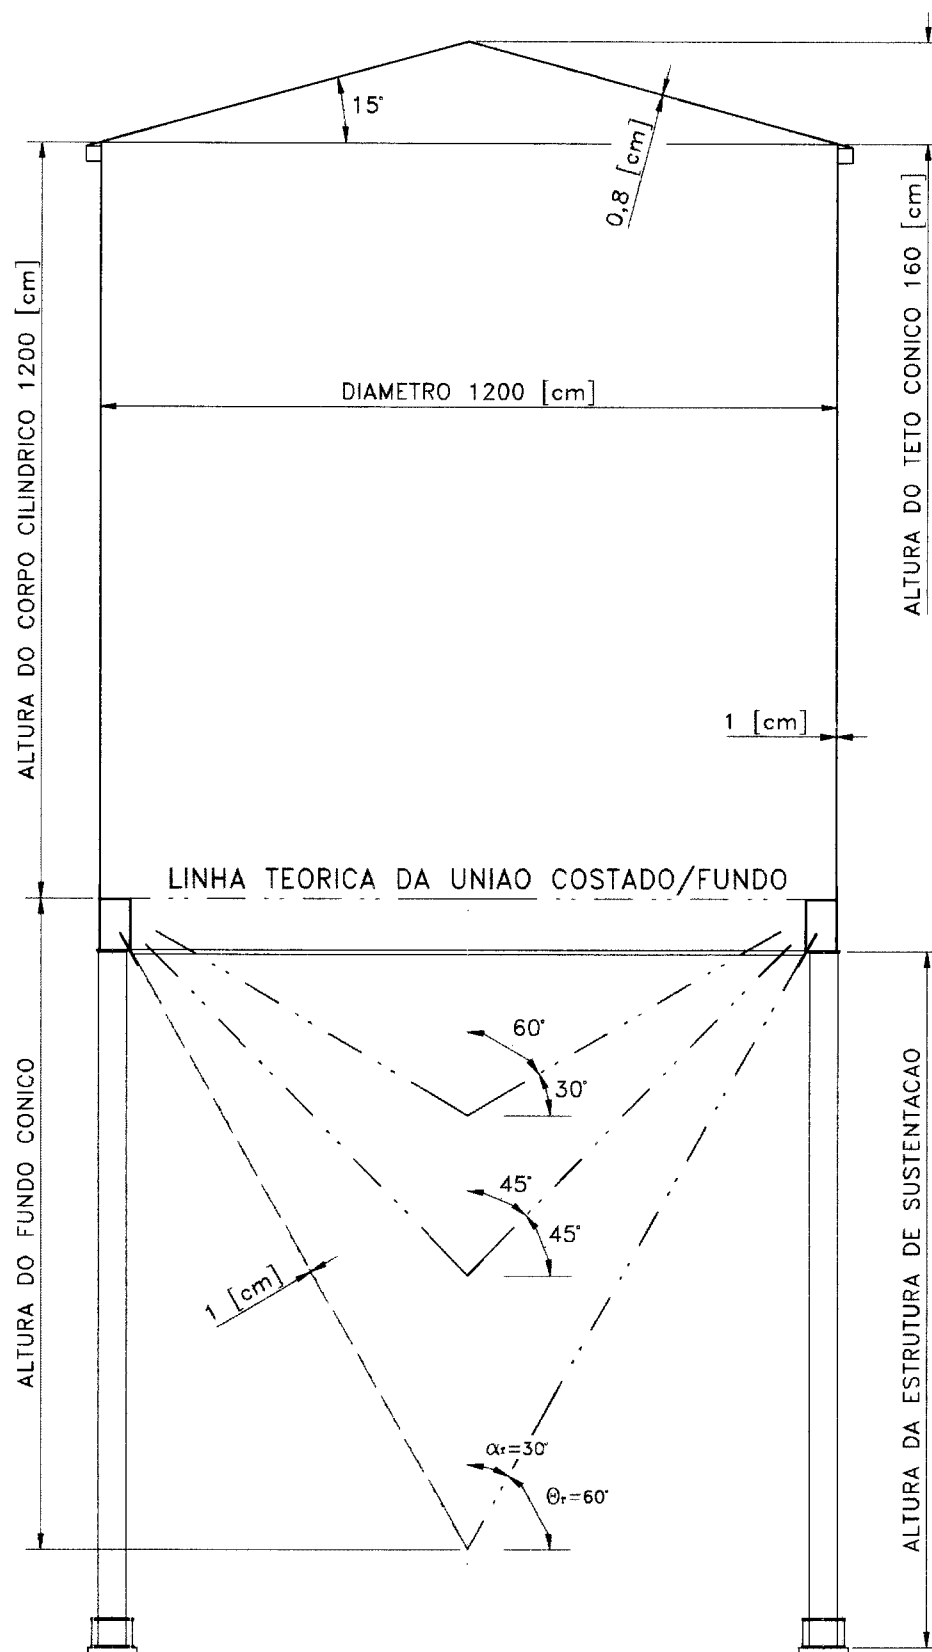 15°
0,8 [cm]
ALTURA DO TETO CONICO 160 [cm]
ALTURA DO CORPO CILINDRICO 1200 [cm]
DIAMETRO 1200 [cm]
1 [cm]
LINHA TEORICA DA UNIAO COSTADO/FUNDO
60°
30°
45°
45°
1 [cm]
ALTURA DO FUNDO CONICO
ALTURA DA ESTRUTURA DE SUSTENTACAO
αr=30°
Θr=60°